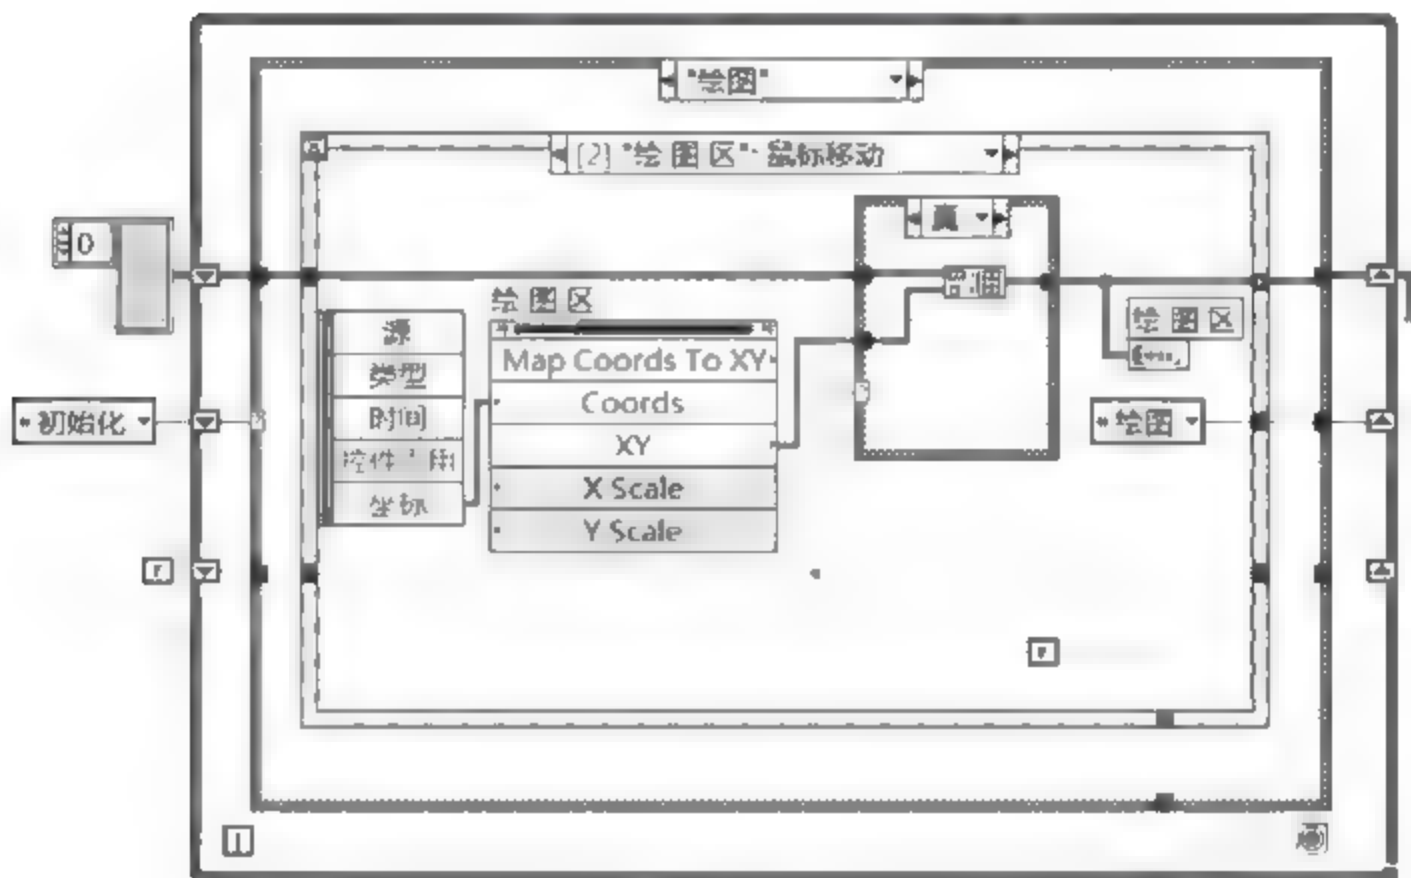 "绘图"
[2] "绘图区": 鼠标移动
真
0
绘图区
源
Map Coords To XY
绘图区
类型
Coords
初始化
时间
XY
绘图
X Scale
坐标
Y Scale
F
F
i